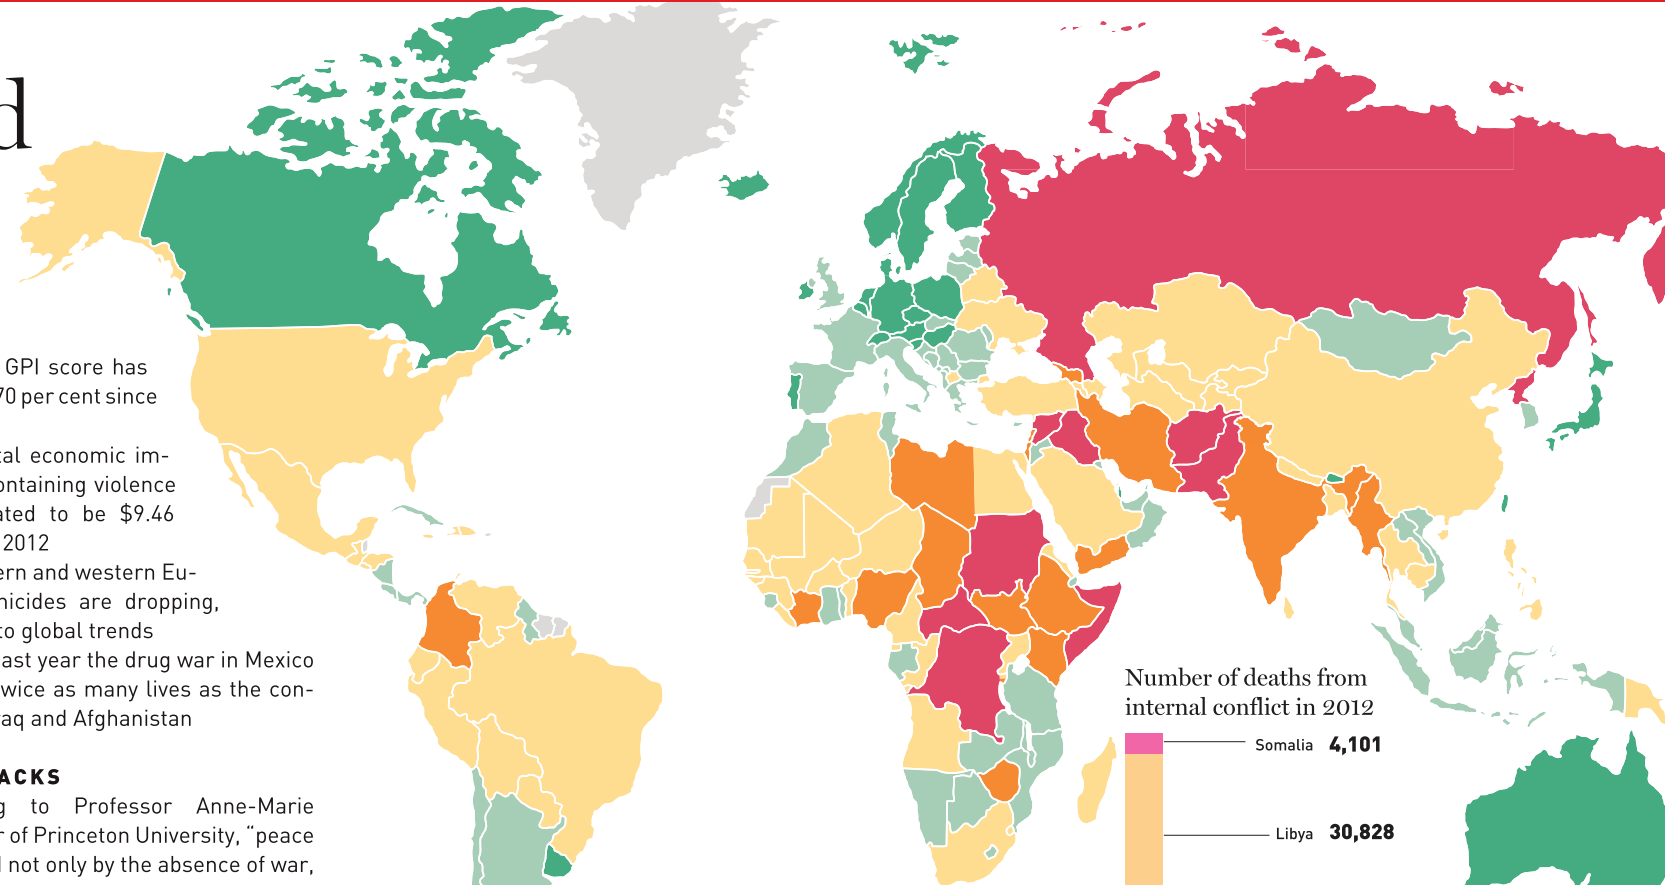 d
GPI score has
70 per cent since
tal economic im-
ontaining violence
ated to be $9.46
2012
ern and western Eu-
nicides are dropping,
to global trends
ast year the drug war in Mexico
wice as many lives as the con-
raq and Afghanistan
ACKS
g to Professor Anne-Marie
r of Princeton University, “peace
d not only by the absence of war,
Number of deaths from
internal conflict in 2012
Somalia 4,101
Libya 30,828